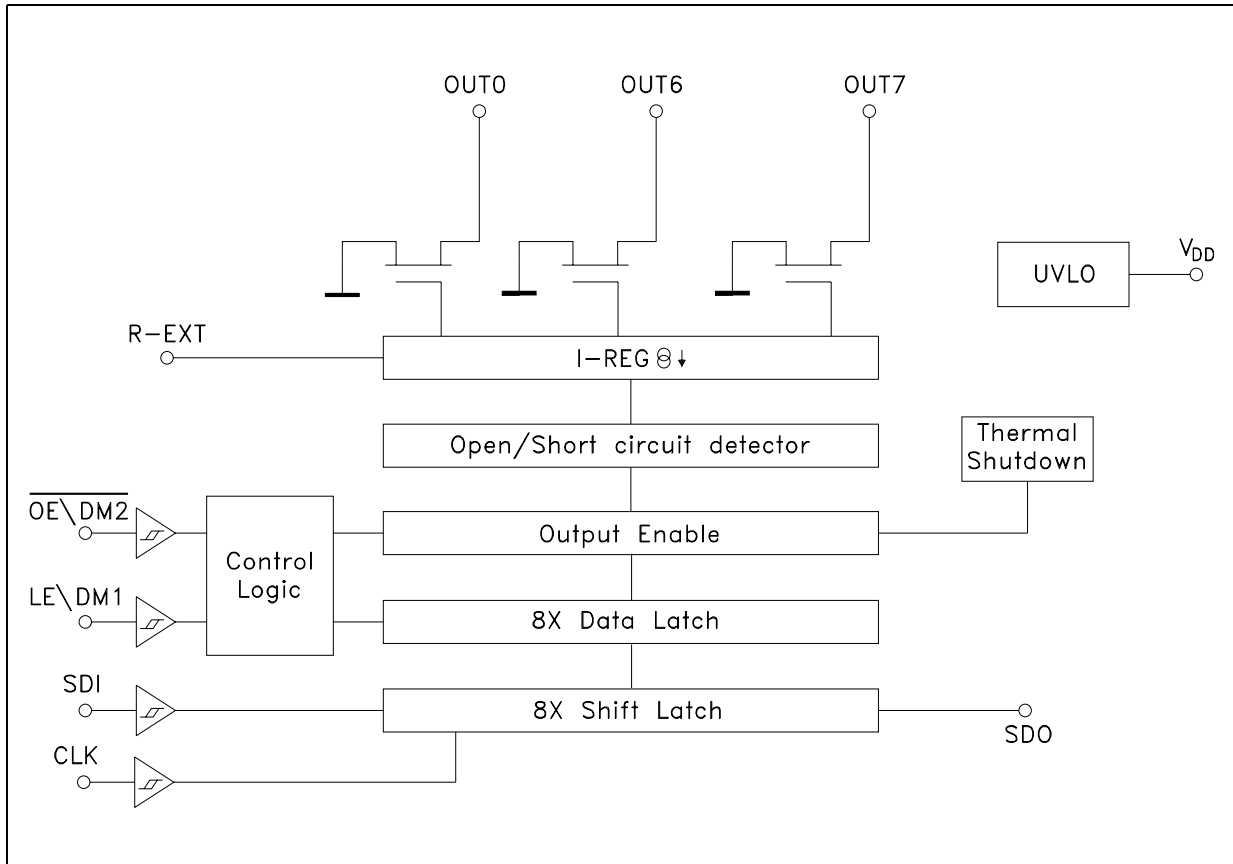 OUT0 OUT6 OUT7
V_DD
UVLO
R-EXT
I-REG
Open/Short circuit detector
Thermal
Shutdown
OE\DM2
Output Enable
Control
Logic
LE\DM1
8X Data Latch
SDI
8X Shift Latch
SDO
CLK